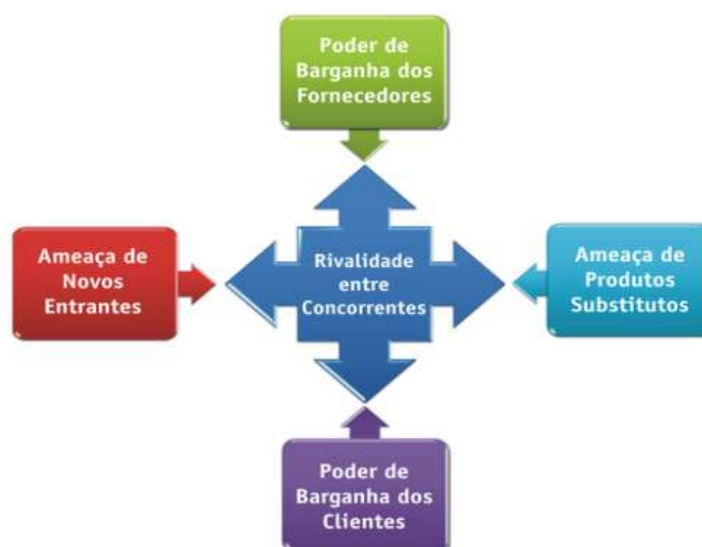 Poder de
Barganha dos
Fornecedores
Ameaça de
Novos
Entrantes
Rivalidade
entre
Concorrentes
Ameaça de
Produtos
Substitutos
Poder de
Barganha dos
Clientes